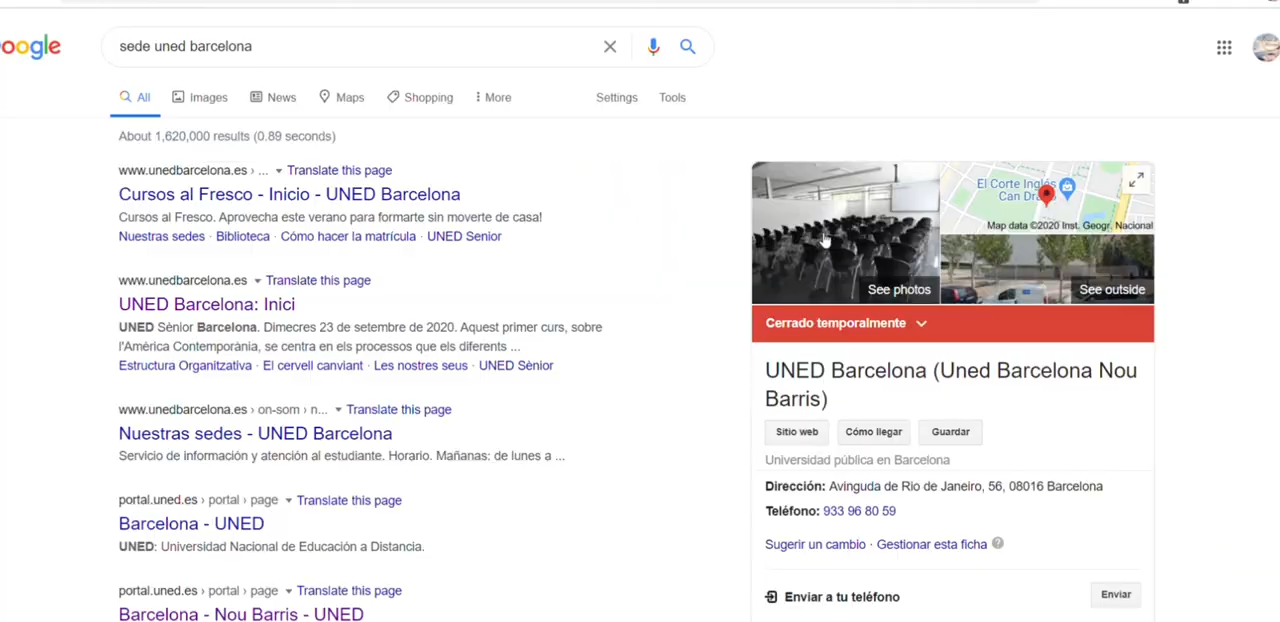 oogle
sede uned barcelona
All Images News Maps Shopping More Settings Tools
About 1,620,000 results (0.89 seconds)
www.unedbarcelona.es › ... Translate this page
Cursos al Fresco - Inicio - UNED Barcelona
Cursos al Fresco. Aprovecha este verano para formarte sin moverte de casa!
Nuestras sedes · Biblioteca · Cómo hacer la matrícula · UNED Senior
www.unedbarcelona.es Translate this page
UNED Barcelona: Inici
UNED Sènior Barcelona. Dimecres 23 de setembre de 2020. Aquest primer curs, sobre
l'Amèrica Contemporània, se centra en els processos que els diferents ...
Estructura Organitzativa · El cervell canviant · Les nostres seus · UNED Sènior
www.unedbarcelona.es › on-som › n... Translate this page
Nuestras sedes - UNED Barcelona
Servicio de información y atención al estudiante. Horario. Mañanas: de lunes a ...
portal.uned.es › portal › page Translate this page
Barcelona - UNED
UNED: Universidad Nacional de Educación a Distancia.
portal.uned.es › portal › page Translate this page
Barcelona - Nou Barris - UNED
El Corte Inglés
Can Dra
Map data ©2020 Inst. Geogr. Nacional
See photos
See outside
Cerrado temporalmente
UNED Barcelona (Uned Barcelona Nou
Barris)
Sitio web Cómo llegar Guardar
Universidad pública en Barcelona
Dirección: Avinguda de Rio de Janeiro, 56, 08016 Barcelona
Teléfono: 933 96 80 59
Sugerir un cambio · Gestionar esta ficha ?
Enviar a tu teléfono Enviar